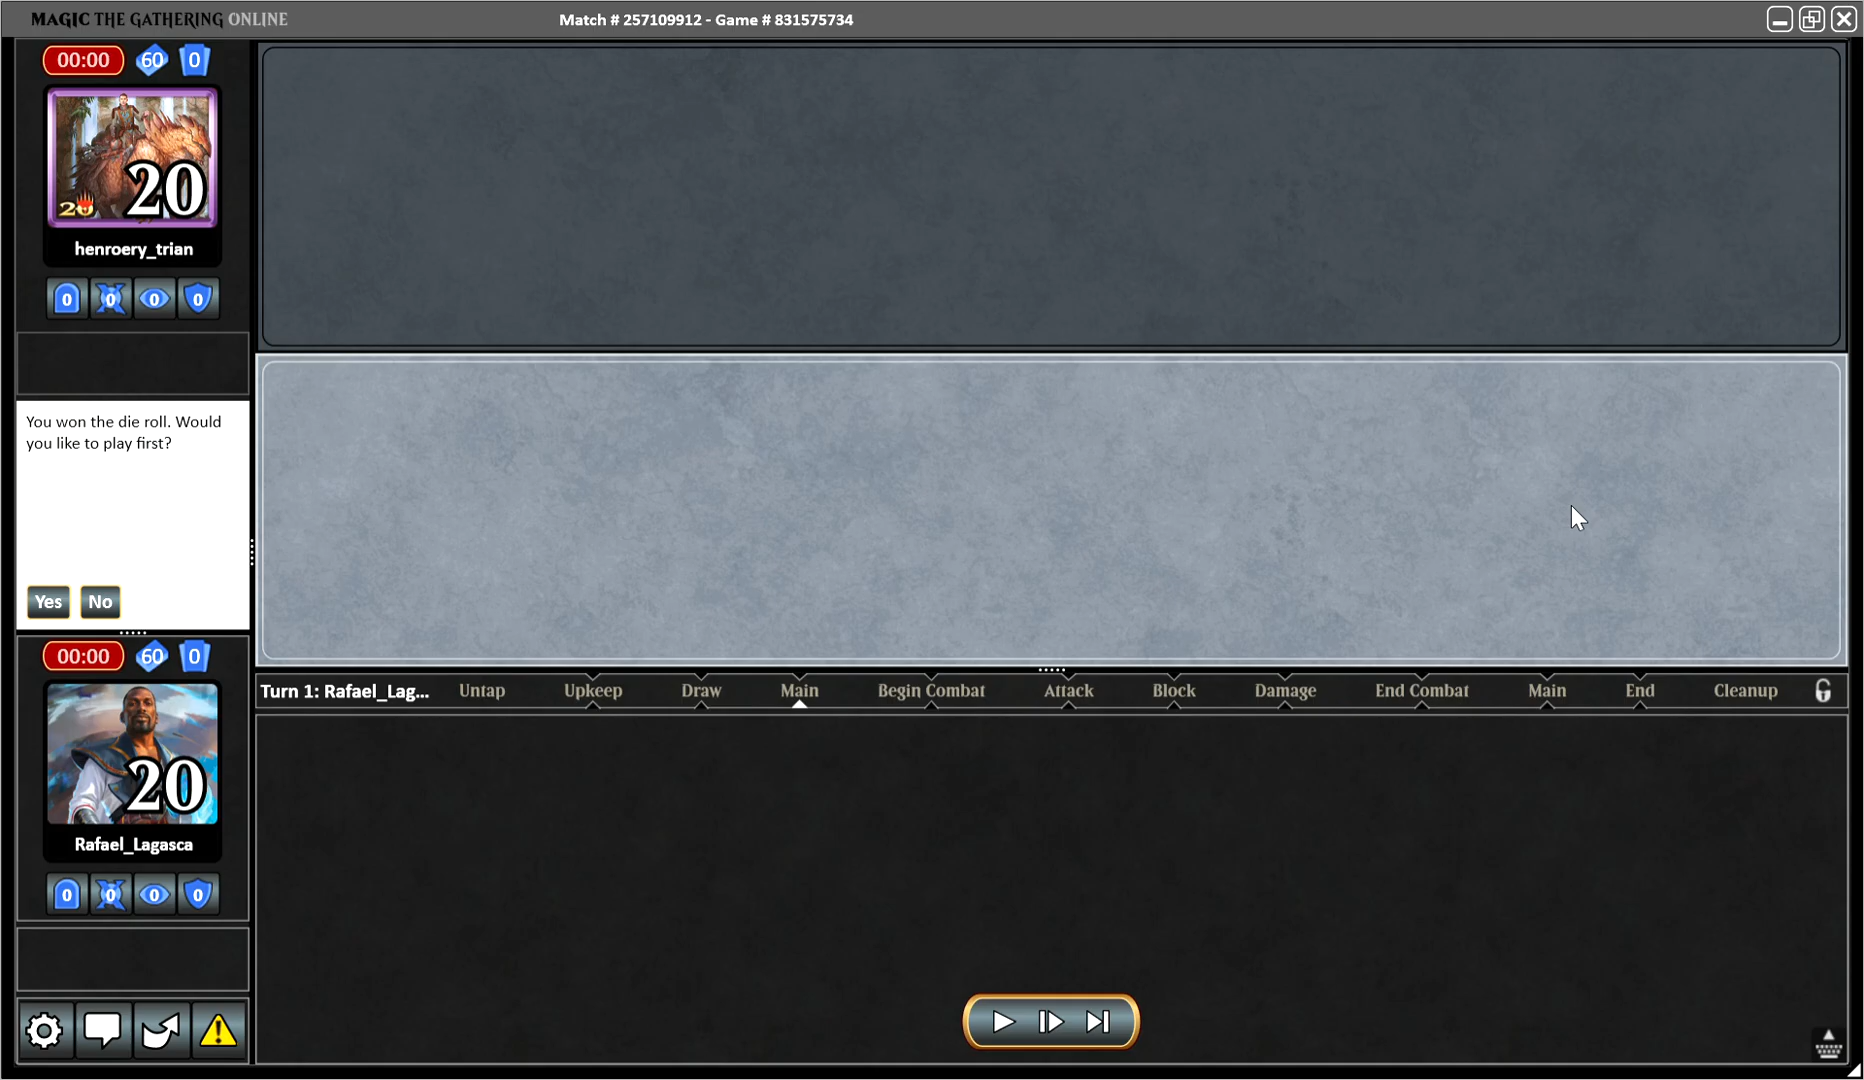 MAGIC THE GATHERING ONLINE
Match # 257109912 - Game # 831575734
00:00 60 0
20
20
henroery_trian
0 0 0 0
You won the die roll. Would
you like to play first?
Yes No
00:00 60 0
20
Rafael_Lagasca
0 0 0 0
Turn 1: Rafael_Lag... Untap Upkeep Draw Main Begin Combat Attack Block Damage End Combat Main End Cleanup